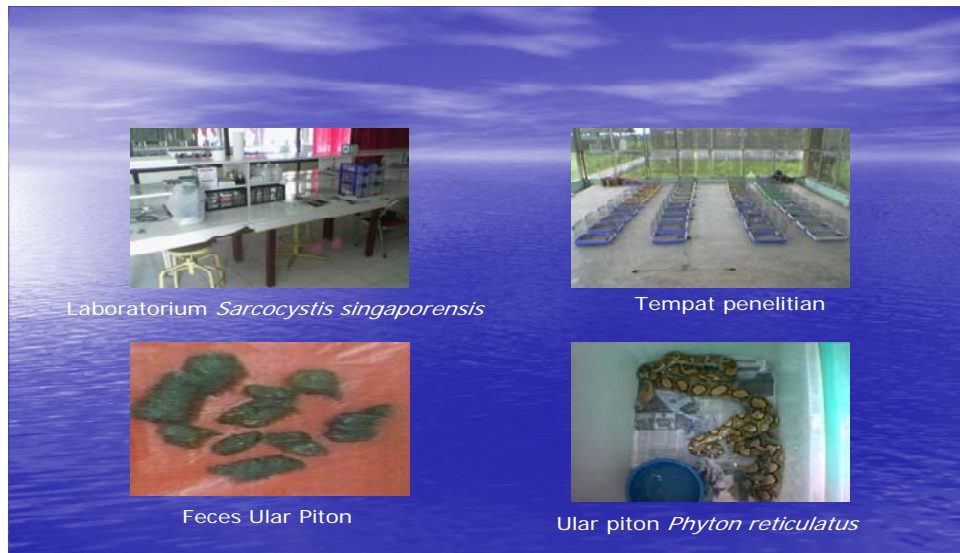 Laboratorium Sarcocystis singaporensis
Tempat penelitian
Feces Ular Piton
Ular piton Phyton reticulatus